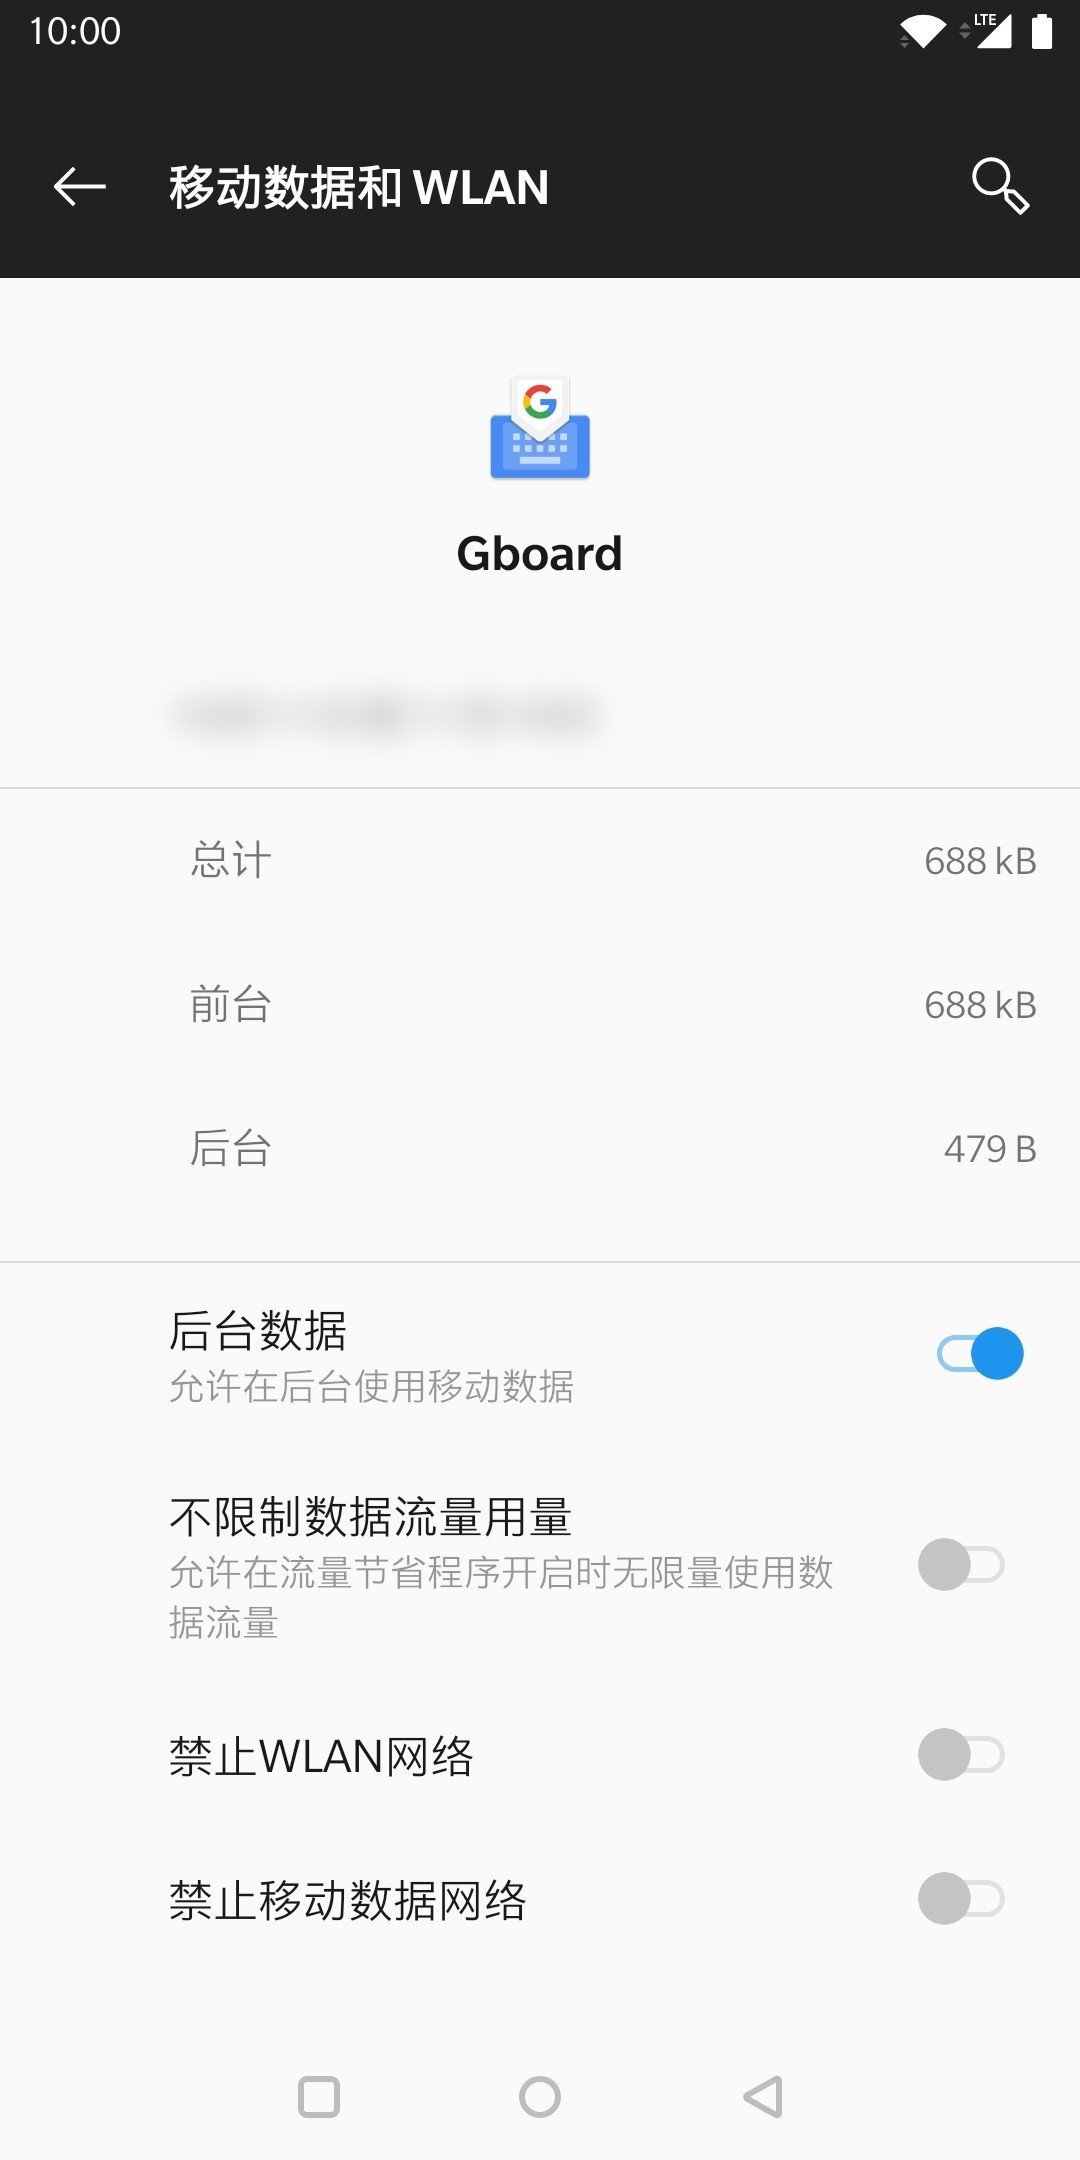 10:00
LTE
移动数据和 WLAN
G
Gboard
总计
688 kB
前台
688 kB
后台
479 B
后台数据
允许在后台使用移动数据
不限制数据流量用量
允许在流量节省程序开启时无限量使用数
据流量
禁止WLAN网络
禁止移动数据网络